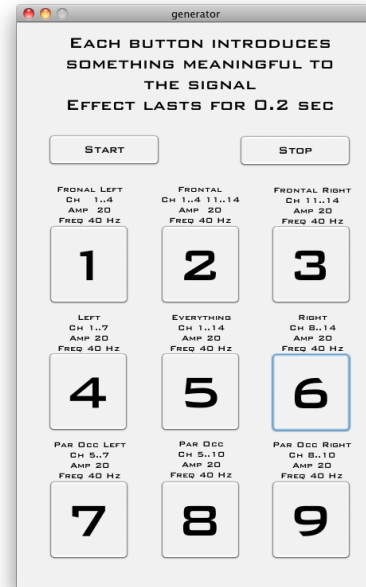 generator
EACH BUTTON INTRODUCES
SOMETHING MEANINGFUL TO
THE SIGNAL
EFFECT LASTS FOR 0.2 SEC
START
STOP
FRONAL LEFT
CH 1..4
AMP 20
FREQ 40 HZ
1
FRONTAL
CH 1..4 11..14
AMP 20
FREQ 40 HZ
2
FRONTAL RIGHT
CH 11..14
AMP 20
FREQ 40 HZ
3
LEFT
CH 1..7
AMP 20
FREQ 40 HZ
4
EVERYTHING
CH 1..14
AMP 20
FREQ 40 HZ
5
RIGHT
CH 8..14
AMP 20
FREQ 40 HZ
6
PAR OCC LEFT
CH 5..7
AMP 20
FREQ 40 HZ
7
PAR OCC
CH 5..10
AMP 20
FREQ 40 HZ
8
PAR OCC RIGHT
CH 8..10
AMP 20
FREQ 40 HZ
9